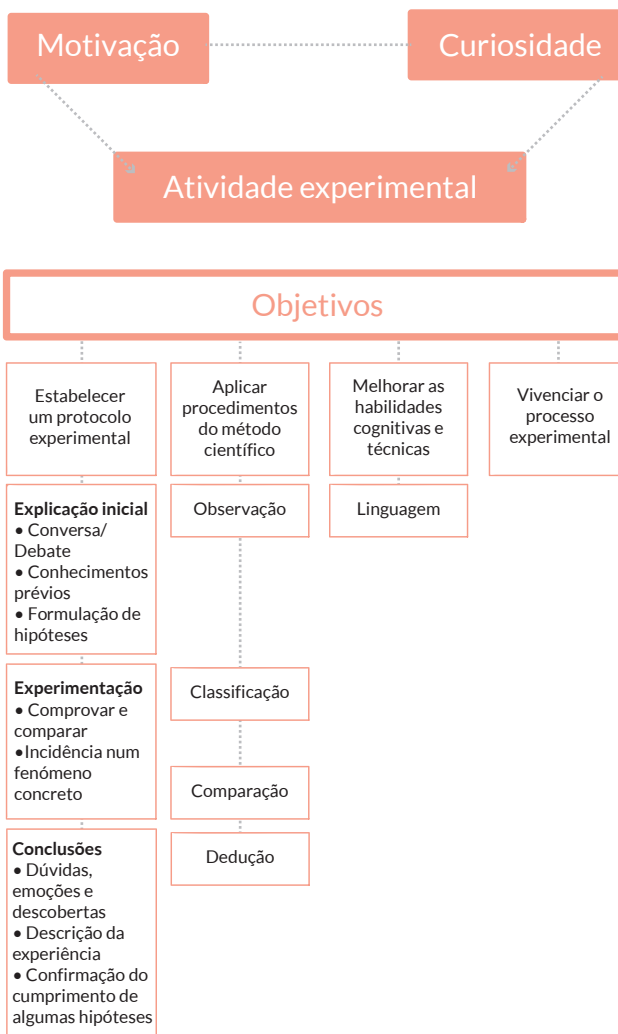 Motivação
Curiosidade
Atividade experimental
Objetivos
Estabelecer
um protocolo
experimental
Aplicar
procedimentos
do método
científico
Melhorar as
habilidades
cognitivas e
técnicas
Vivenciar o
processo
experimental
Explicação inicial
• Conversa/
Debate
• Conhecimentos
prévios
• Formulação de
hipóteses
Observação
Linguagem
Experimentação
• Comprovar e
comparar
•Incidência num
fenómeno
concreto
Classificação
Comparação
Conclusões
• Dúvidas,
emoções e
descobertas
• Descrição da
experiência
• Confirmação do
cumprimento de
algumas hipóteses
Dedução